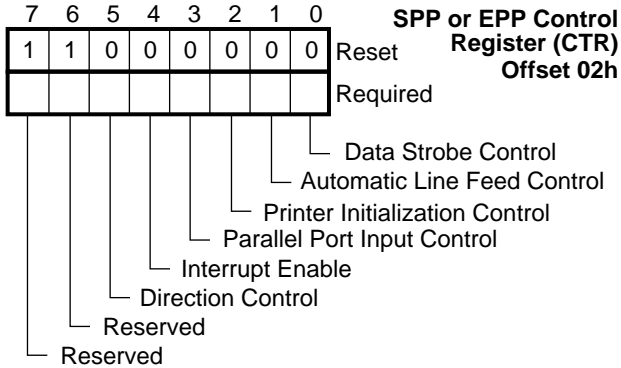 7 6 5 4 3 2 1 0
SPP or EPP Control
Register (CTR)
Offset 02h
1 1 0 0 0 0 0 0 Reset
Required
Data Strobe Control
Automatic Line Feed Control
Printer Initialization Control
Parallel Port Input Control
Interrupt Enable
Direction Control
Reserved
Reserved